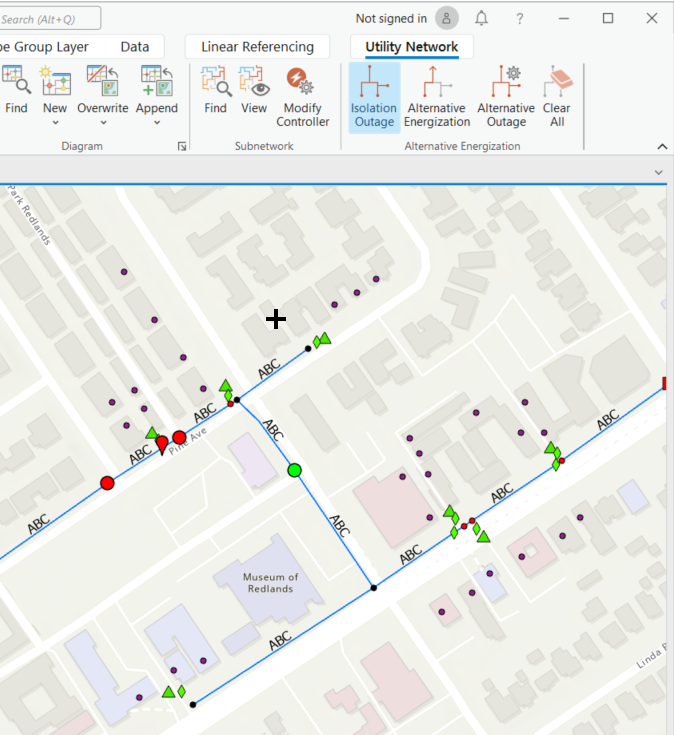 Search (Alt+Q)
Not signed in
?
pe Group Layer
Data
Linear Referencing
Utility Network
Find
New
Overwrite
Append
Find
View
Modify
Controller
Isolation
Outage
Alternative
Energization
Alternative
Outage
Clear
All
Diagram
Subnetwork
Alternative Energization
Park Redlands
ABC
ABC
ABC
ABC
ABC
Pine Ave
ABC
ABC
ABC
ABC
Museum of
Redlands
ABC
Linda